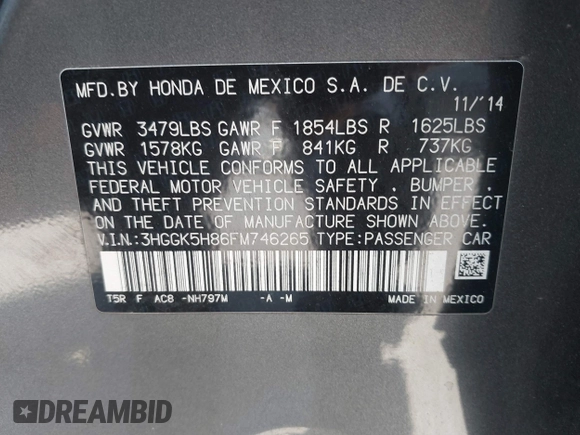 MFD.BY HONDA DE MEXICO S.A. DE C.V.
11/'14
GVWR 3479LBS GAWR F 1854LBS R 1625LBS
GVWR 1578KG GAWR F 841KG R 737KG
THIS VEHICLE CONFORMS TO ALL APPLICABLE
FEDERAL MOTOR VEHICLE SAFETY , BUMPER ,
AND THEFT PREVENTION STANDARDS IN EFFECT
ON THE DATE OF MANUFACTURE SHOWN ABOVE.
V.I.N:3HGGK5H86FM746265 TYPE:PASSENGER CAR
T5R F AC8 -NH797M -A -M MADE IN MEXICO
DREAMBID